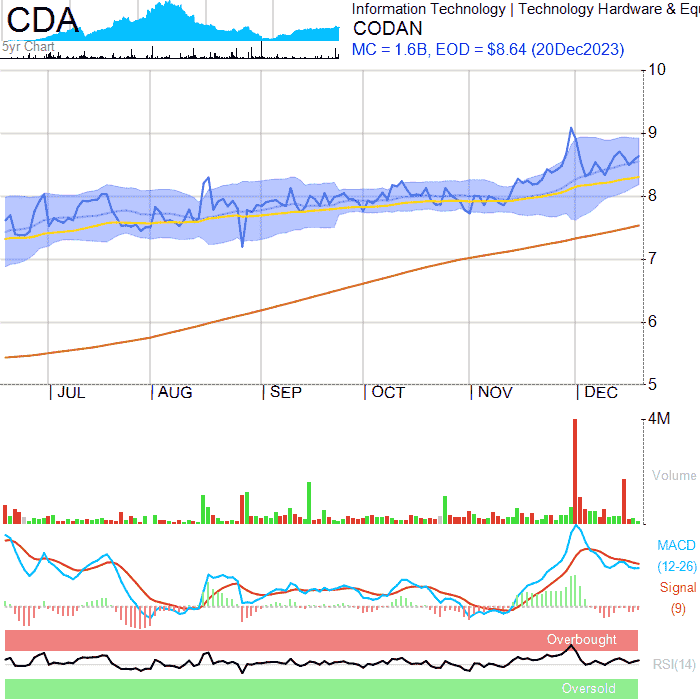 CDA
5yr Chart
Information Technology | Technology Hardware & Equ
CODAN
MC = 1.6B, EOD = $8.64 (20Dec2023)
10
9
8
7
6
5
| JUL | AUG | SEP | OCT | NOV | DEC
4M
Volume
MACD
(12-26)
Signal
(9)
Overbought
RSI(14)
Oversold